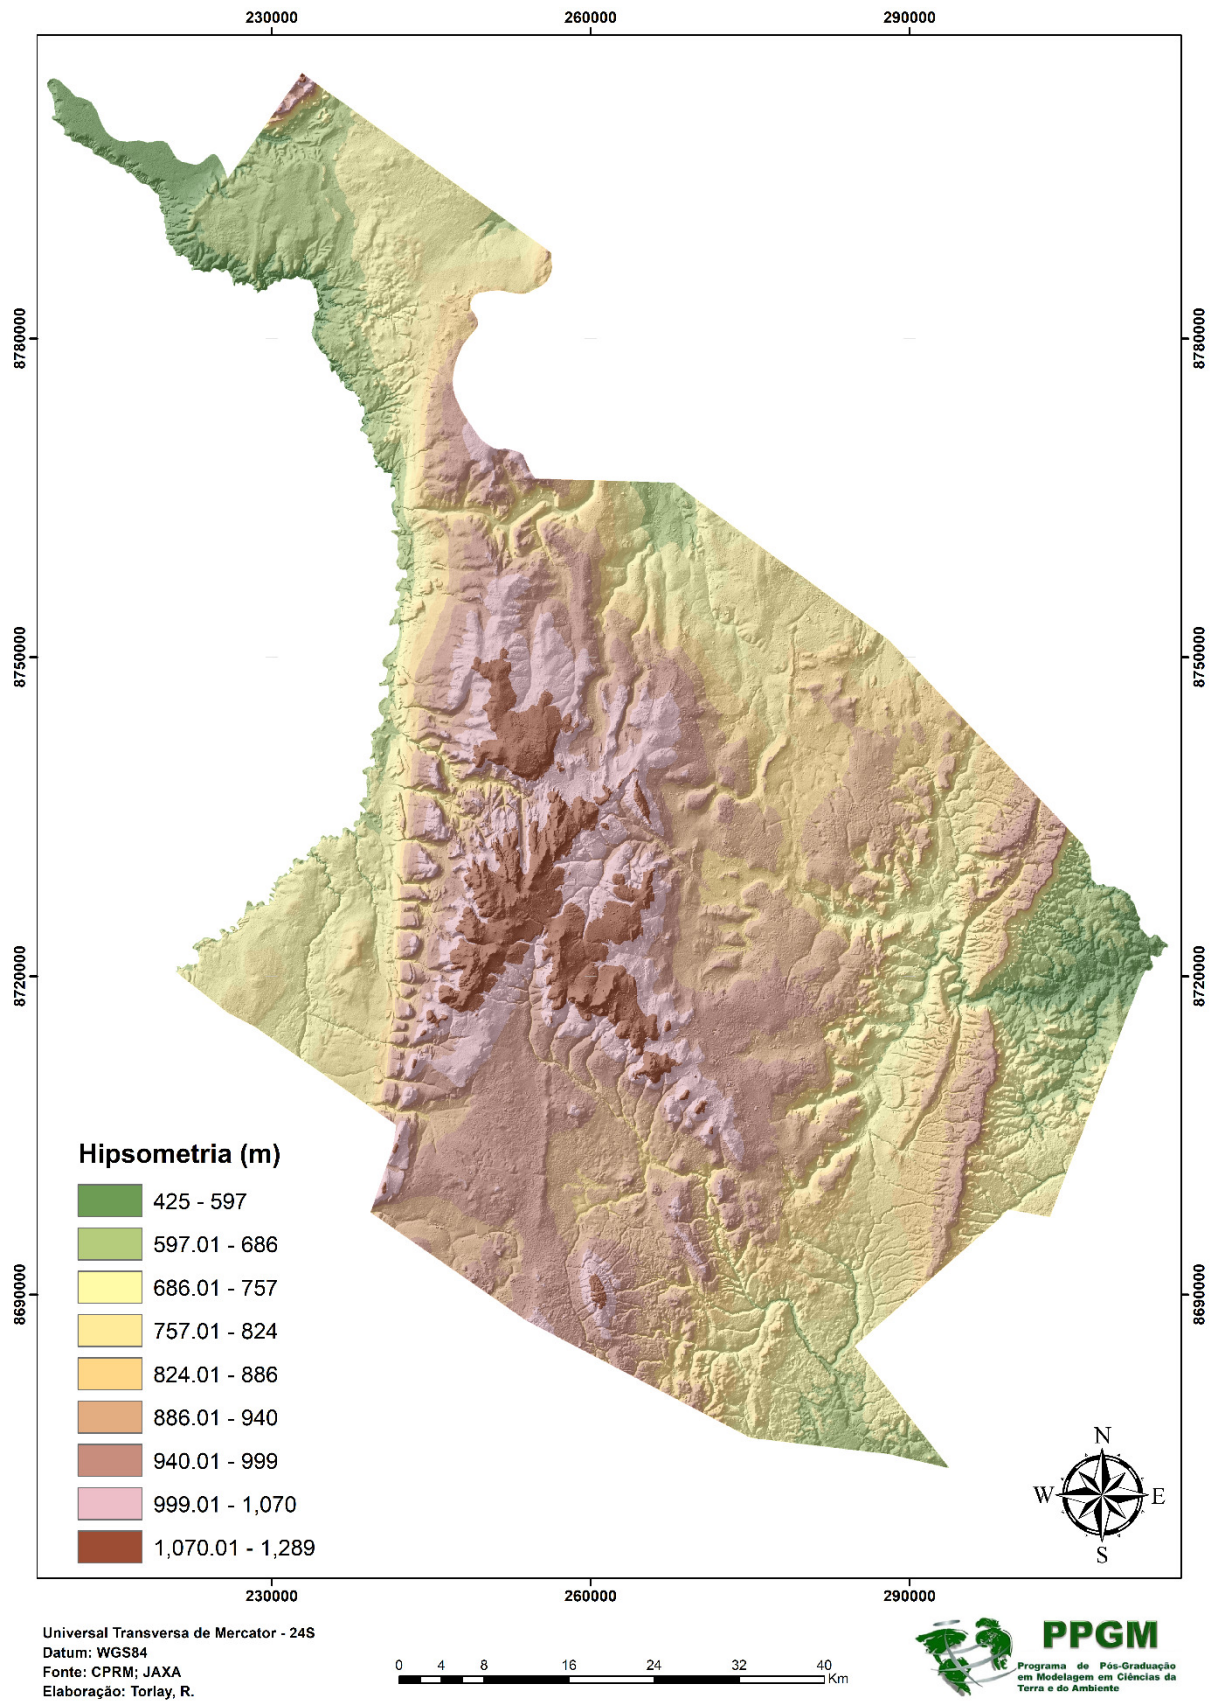 230000 260000 290000
8780000 8780000
8750000 8750000
8720000 8720000
8690000 8690000
Hipsometria (m)
425 - 597
597.01 - 686
686.01 - 757
757.01 - 824
824.01 - 886
886.01 - 940
940.01 - 999
999.01 - 1,070
1,070.01 - 1,289
N
W E
S
230000 260000 290000
Universal Transversa de Mercator - 24S
Datum: WGS84
Fonte: CPRM; JAXA
Elaboração: Torlay, R.
0 4 8 16 24 32 40
Km
PPGM
Programa de Pós-Graduação
em Modelagem em Ciências da
Terra e do Ambiente